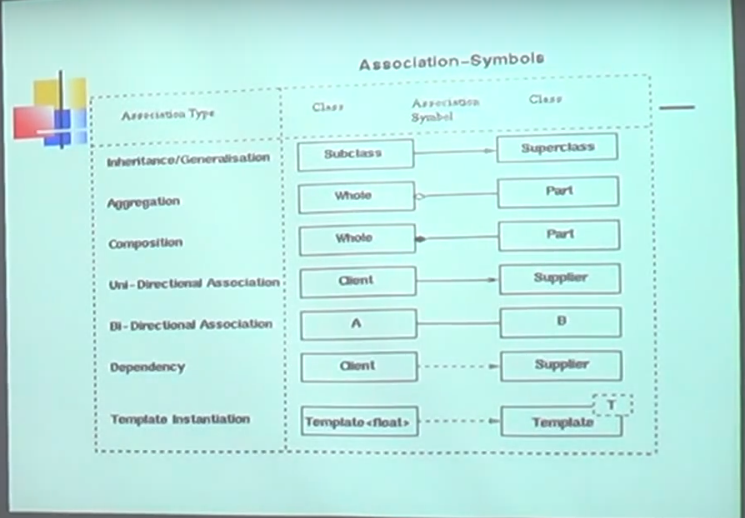 Association-Symbols
Association Type Class Association Symbol Class
Inheritance/Generalisation Subclass Superclass
Aggregation Whole Part
Composition Whole Part
Uni-Directional Association Client Supplier
Bi-Directional Association A B
Dependency Client Supplier
T
Template Instantiation Template<float> Template